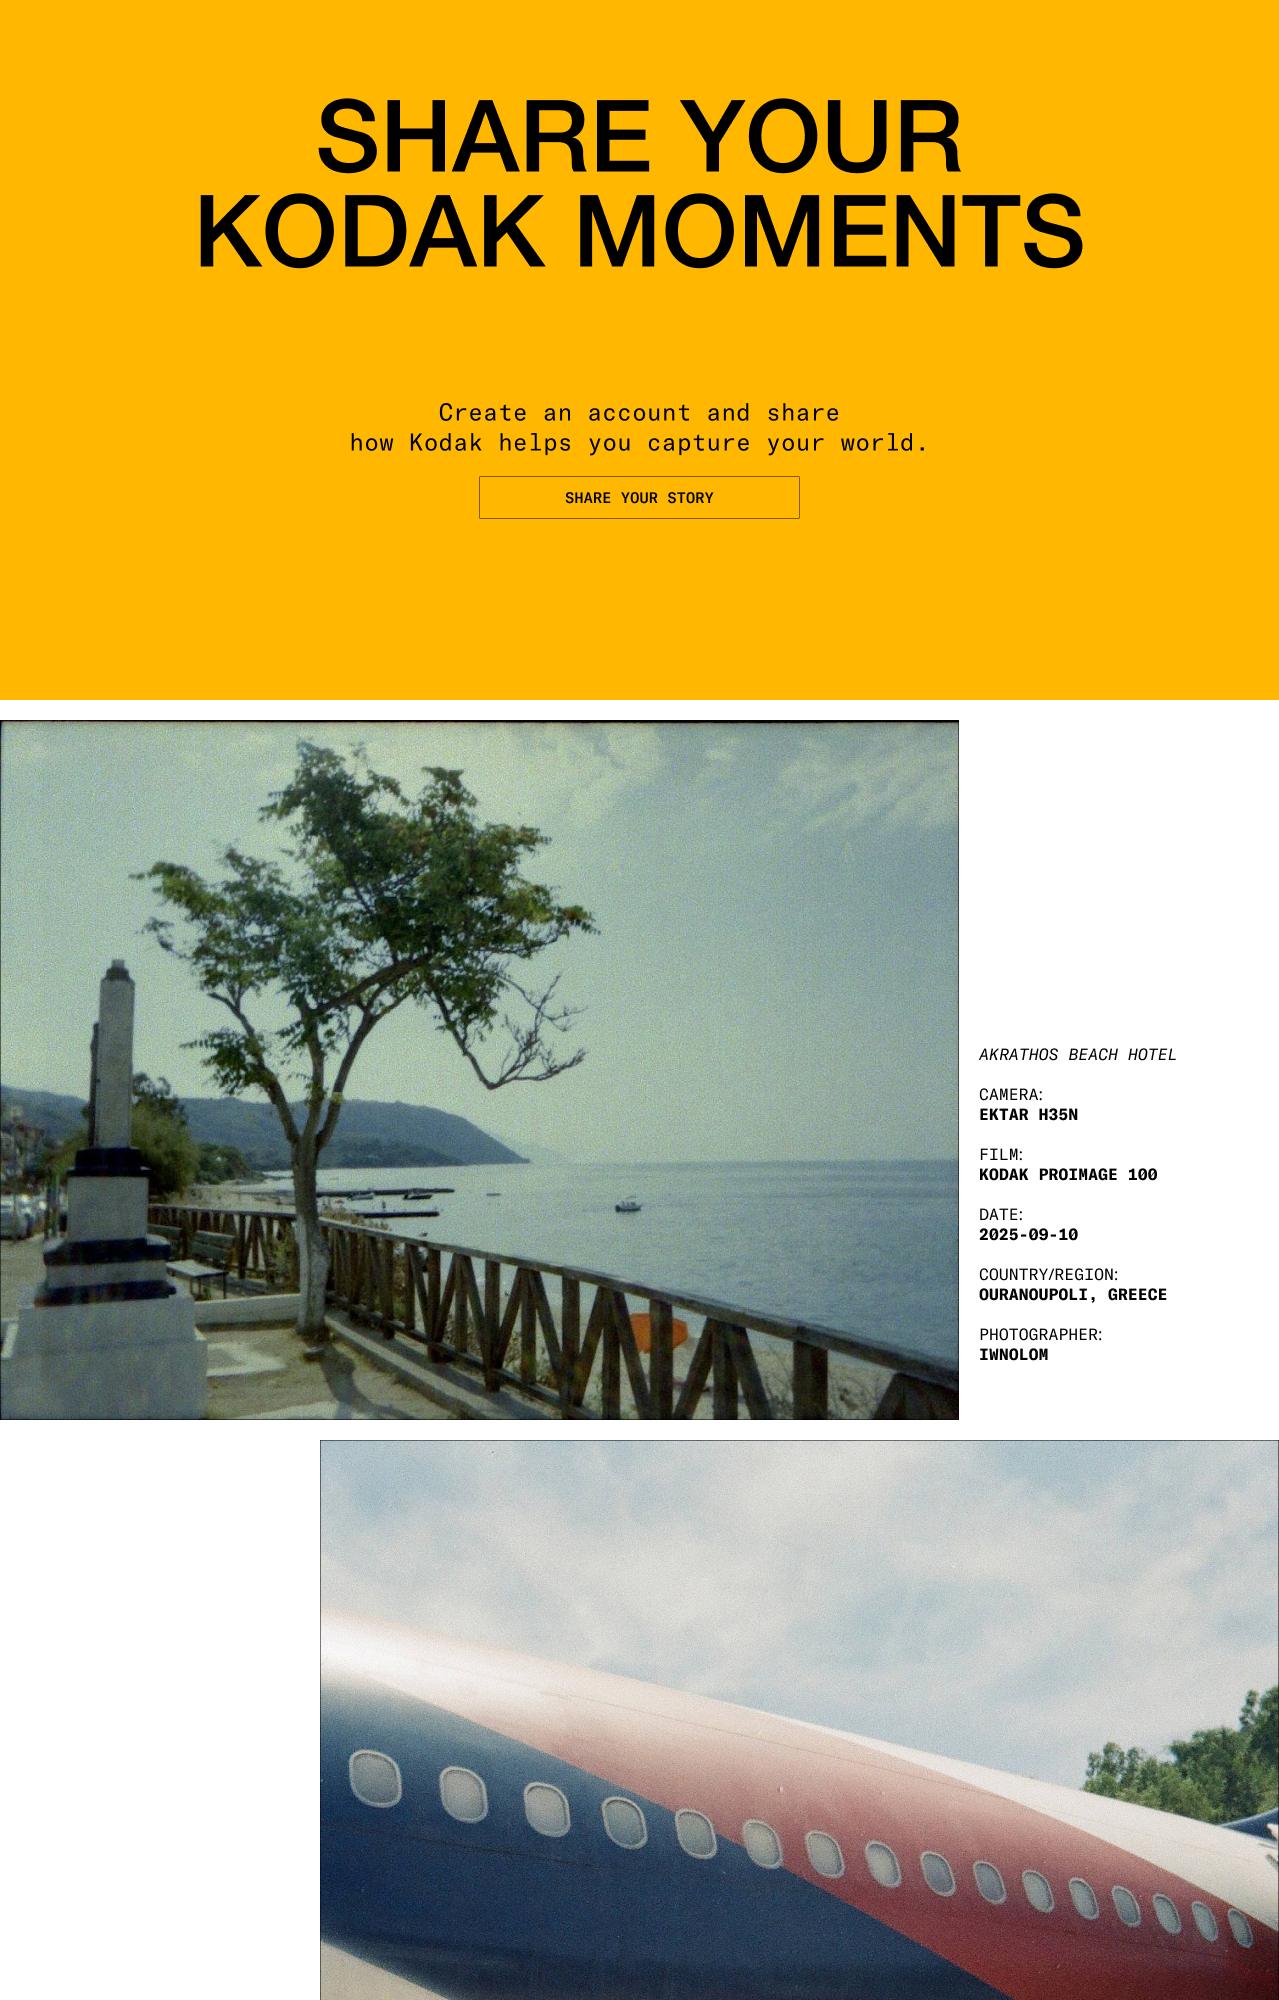 SHARE YOUR
KODAK MOMENTS
Create an account and share
how Kodak helps you capture your world.
SHARE YOUR STORY
AKRATHOS BEACH HOTEL
CAMERA:
EKTAR H35N
FILM:
KODAK PROIMAGE 100
DATE:
2025-09-10
COUNTRY/REGION:
OURANOUPOLI, GREECE
PHOTOGRAPHER:
IWNOLOM